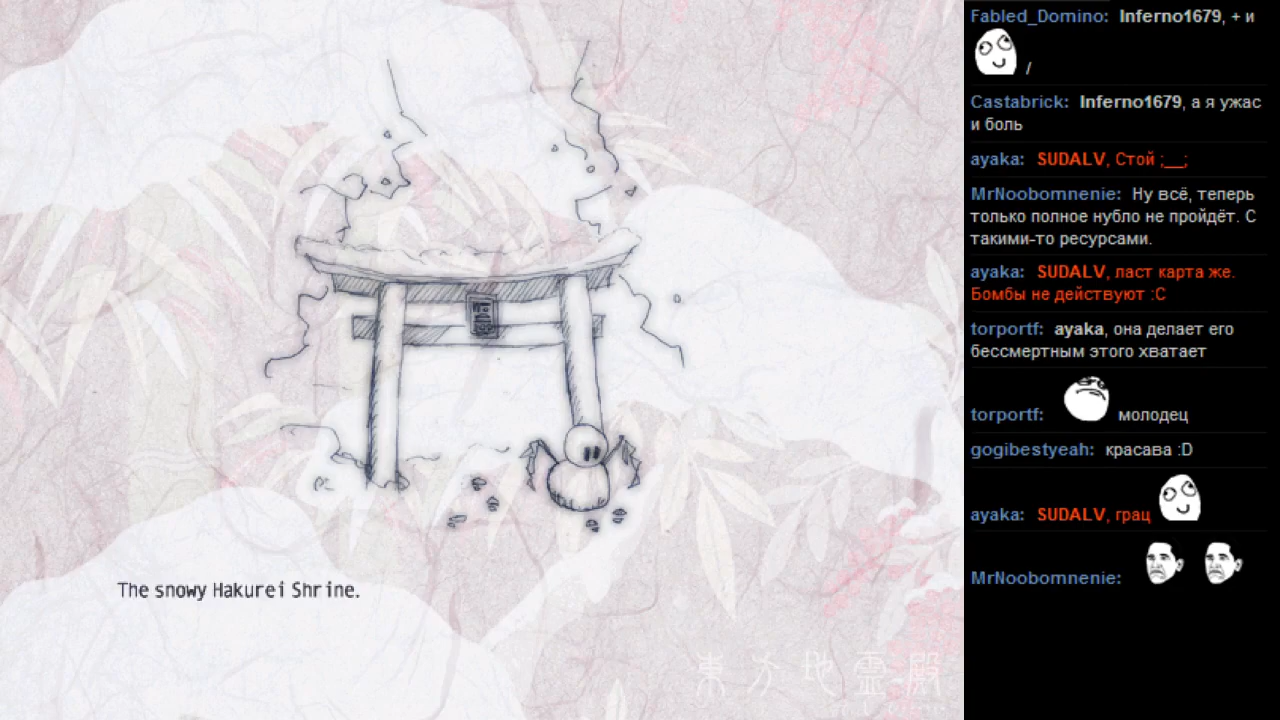 The snowy Hakurei Shrine.
東方地霊殿
Fabled_Domino: Inferno1679, + и
/
Castabrick: Inferno1679, а я ужас
и боль
ayaka: SUDALV, Стой ;__;
MrNoobomnenie: Ну всё, теперь
только полное нубло не пройдёт. С
такими-то ресурсами.
ayaka: SUDALV, ласт карта же.
Бомбы не действуют :С
torportf: ayaka, она делает его
бессмертным этого хватает
torportf: молодец
gogibestyeah: красава :D
ayaka: SUDALV, грац
MrNoobomnenie: